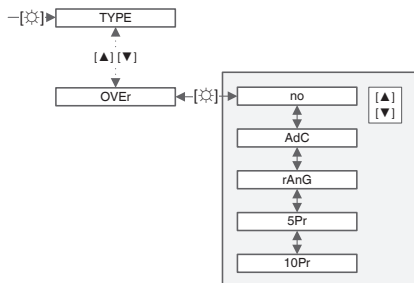 [☼] TYPE
[▲] [▼]
OVEr [☼] no [▲]
[▼]
AdC
rAnG
5Pr
10Pr